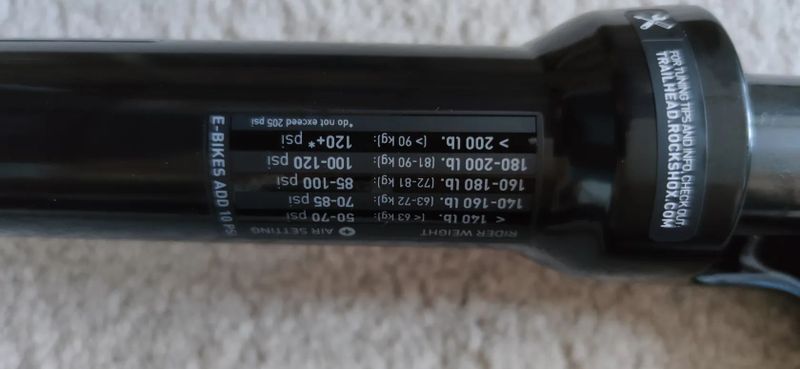 RIDER WEIGHT + AIR SETTING
< 140 lb. (< 63 kg): 50-70 psi
140-160 lb. (63-72 kg): 70-85 psi
160-180 lb. (72-81 kg): 85-100 psi
180-200 lb. (81-90 kg): 100-120 psi
> 200 lb. (> 90 kg): 120+* psi
*do not exceed 205 psi
E-BIKES ADD 10 PSI
FOR TUNING TIPS AND INFO, CHECK OUT:
TRAILHEAD.ROCKSHOX.COM